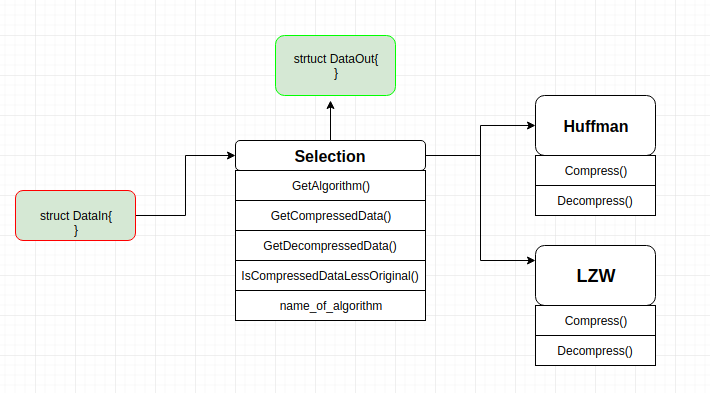 strtuct DataOut{
}
Selection
GetAlgorithm()
GetCompressedData()
GetDecompressedData()
IsCompressedDataLessOriginal()
name_of_algorithm
struct DataIn{
}
Huffman
Compress()
Decompress()
LZW
Compress()
Decompress()